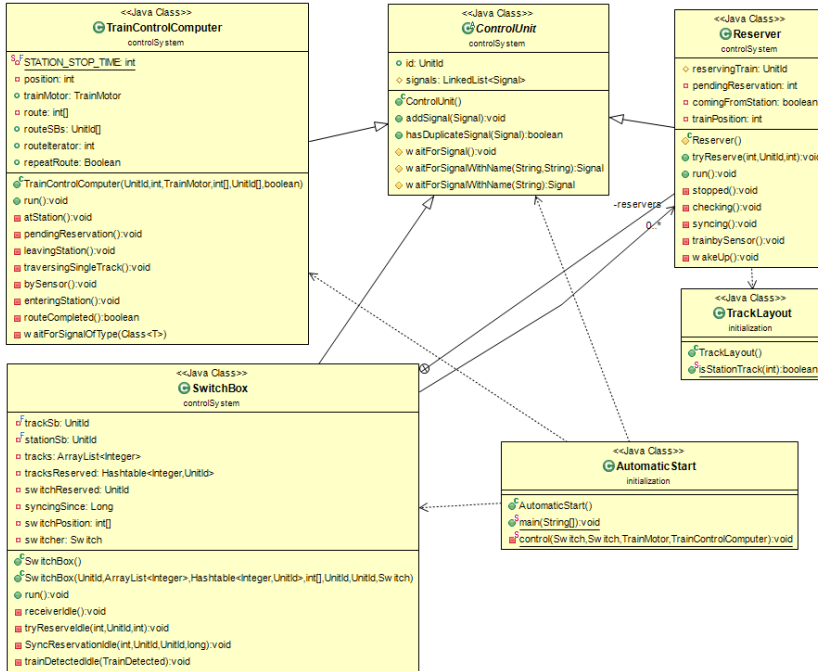 <<Java Class>>
TrainControlComputer
controlSystem
STATION_STOP_TIME: int
position: int
trainMotor: TrainMotor
route: int[]
routeSBs: UnitId[]
routeIterator: int
repeatRoute: Boolean
TrainControlComputer(UnitId,int,TrainMotor,int[],UnitId[],boolean)
run():void
atStation():void
pendingReservation():void
leavingStation():void
traversingSingleTrack():void
bySensor():void
enteringStation():void
routeCompleted():boolean
waitForSignalOfType(Class<T>)
<<Java Class>>
ControlUnit
controlSystem
id: UnitId
signals: LinkedList<Signal>
ControlUnit()
addSignal(Signal):void
hasDuplicateSignal(Signal):boolean
waitForSignal():void
waitForSignalWithName(String,String):Signal
waitForSignalWithName(String):Signal
<<Java Class>>
Reserver
controlSystem
reservingTrain: UnitId
pendingReservation: int
comingFromStation: boolean
trainPosition: int
Reserver()
tryReserve(int,UnitId,int):void
run():void
stopped():void
checking():void
syncing():void
trainbySensor():void
wakeUp():void
-reservers
0..*
<<Java Class>>
TrackLayout
initialization
TrackLayout()
isStationTrack(int):boolean
<<Java Class>>
SwitchBox
controlSystem
trackSb: UnitId
stationSb: UnitId
tracks: ArrayList<Integer>
tracksReserved: Hashtable<Integer,UnitId>
switchReserved: UnitId
syncingSince: Long
switchPosition: int[]
switcher: Switch
SwitchBox()
SwitchBox(UnitId,ArrayList<Integer>,Hashtable<Integer,UnitId>,int[],UnitId,UnitId,Switch)
run():void
receiverIdle():void
tryReserveIdle(int,UnitId,int):void
SyncReservationIdle(int,UnitId,UnitId,long):void
trainDetectedIdle(TrainDetected):void
<<Java Class>>
AutomaticStart
initialization
AutomaticStart()
main(String[]):void
control(Switch,Switch,TrainMotor,TrainControlComputer):void